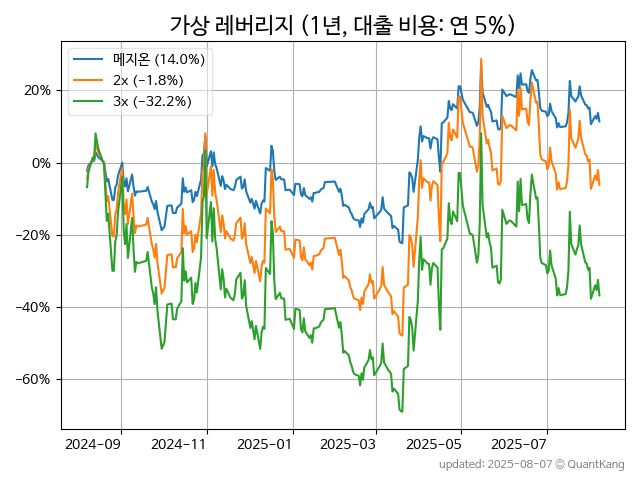 가상 레버리지 (1년, 대출 비용: 연 5%)
메지온 (14.0%)
2x (−1.8%)
3x (−32.2%)
20%
0%
−20%
−40%
−60%
2024-09
2024-11
2025-01
2025-03
2025-05
2025-07
updated: 2025-08-07 © QuantKang